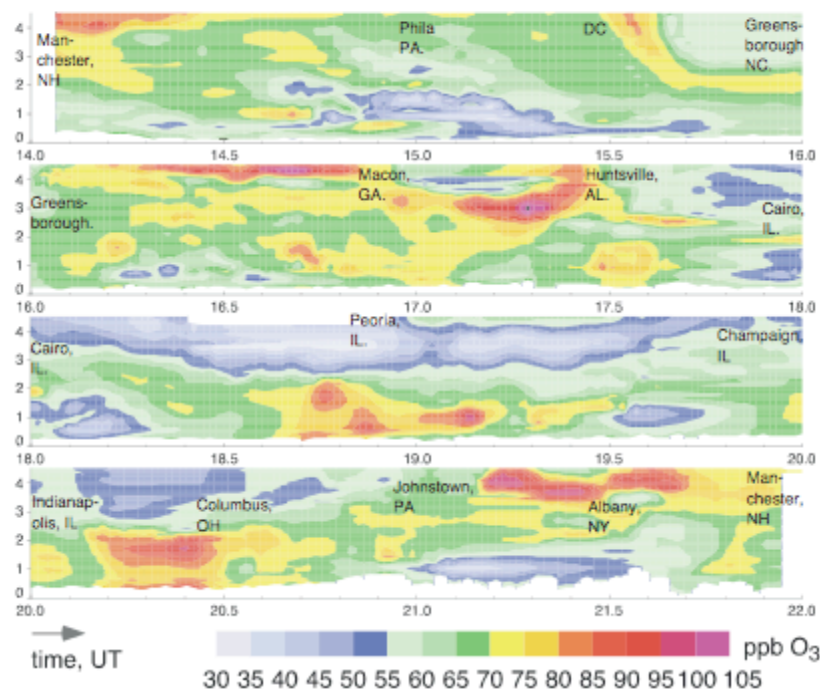 4
3
2
1
0
Man-
chester,
NH
Phila
PA.
DC
Greens-
borough
NC.
14.0 14.5 15.0 15.5 16.0
4
3
2
1
0
Greens-
borough.
Macon,
GA.
Huntsville,
AL.
Cairo,
IL.
16.0 16.5 17.0 17.5 18.0
4
3
2
1
0
Cairo,
IL.
Peoria,
IL.
Champaign,
IL
18.0 18.5 19.0 19.5 20.0
4
3
2
1
0
Indianap-
olis, IL
Columbus,
OH
Johnstown,
PA
Albany,
NY
Man-
chester,
NH
20.0 20.5 21.0 21.5 22.0
time, UT
ppb O3
30 35 40 45 50 55 60 65 70 75 80 85 90 95 100 105